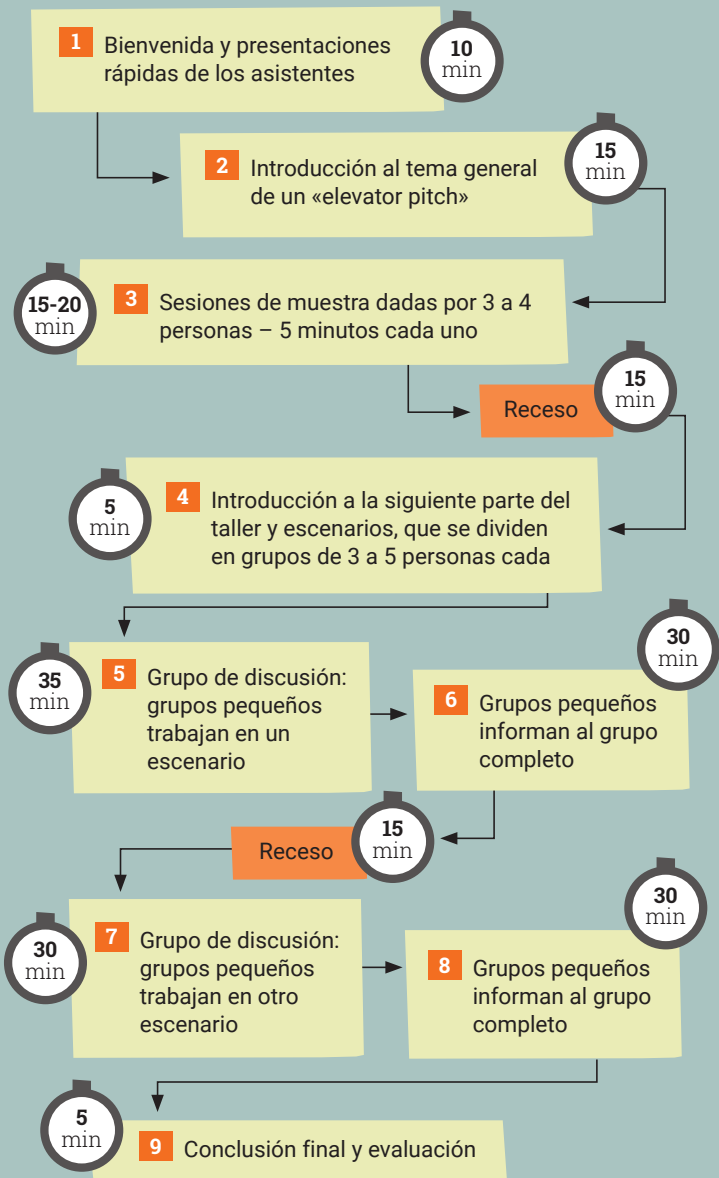 1 Bienvenida y presentaciones
rápidas de los asistentes
10
min
2 Introducción al tema general
de un «elevator pitch»
15
min
15-20
min
3 Sesiones de muestra dadas por 3 a 4
personas – 5 minutos cada uno
Receso
15
min
5
min
4 Introducción a la siguiente parte del
taller y escenarios, que se dividen
en grupos de 3 a 5 personas cada
35
min
5 Grupo de discusión:
grupos pequeños
trabajan en un
escenario
30
min
6 Grupos pequeños
informan al grupo
completo
Receso
15
min
30
min
7 Grupo de discusión:
grupos pequeños
trabajan en otro
escenario
30
min
8 Grupos pequeños
informan al grupo
completo
5
min
9 Conclusión final y evaluación